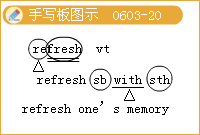 手写板图示 0603-20
refresh vt
refresh sb with sth
refresh one's memory